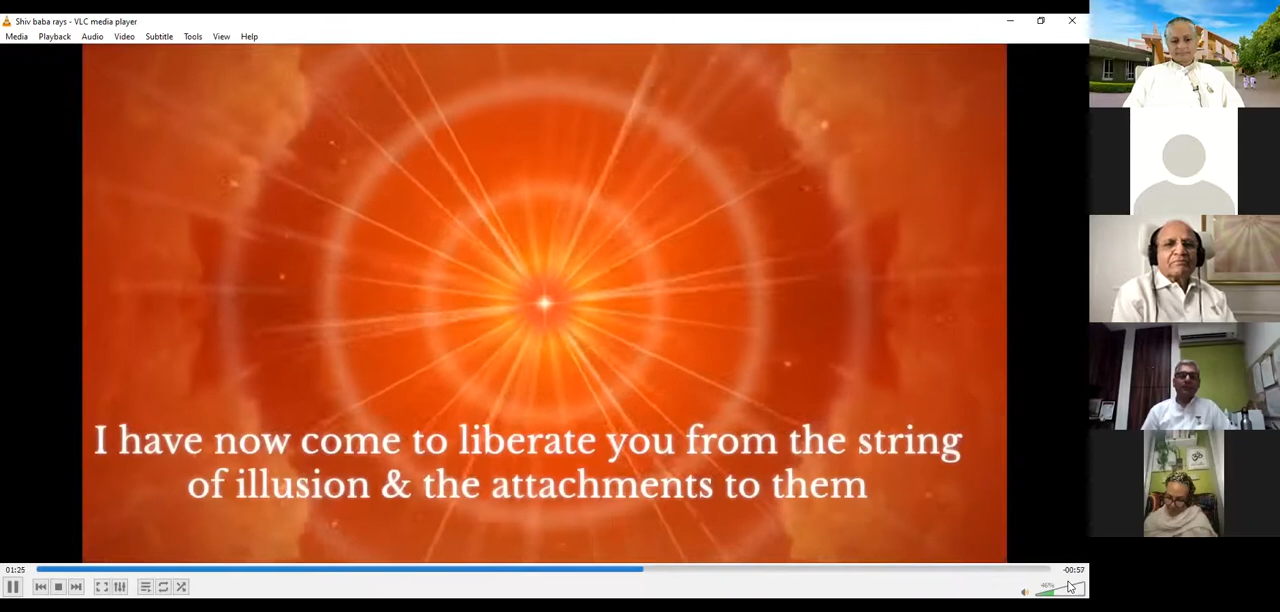 Shiv baba rays - VLC media player
Media Playback Audio Video Subtitle Tools View Help
I have now come to liberate you from the string
of illusion & the attachments to them
01:25
-00:57
46%
ॐ